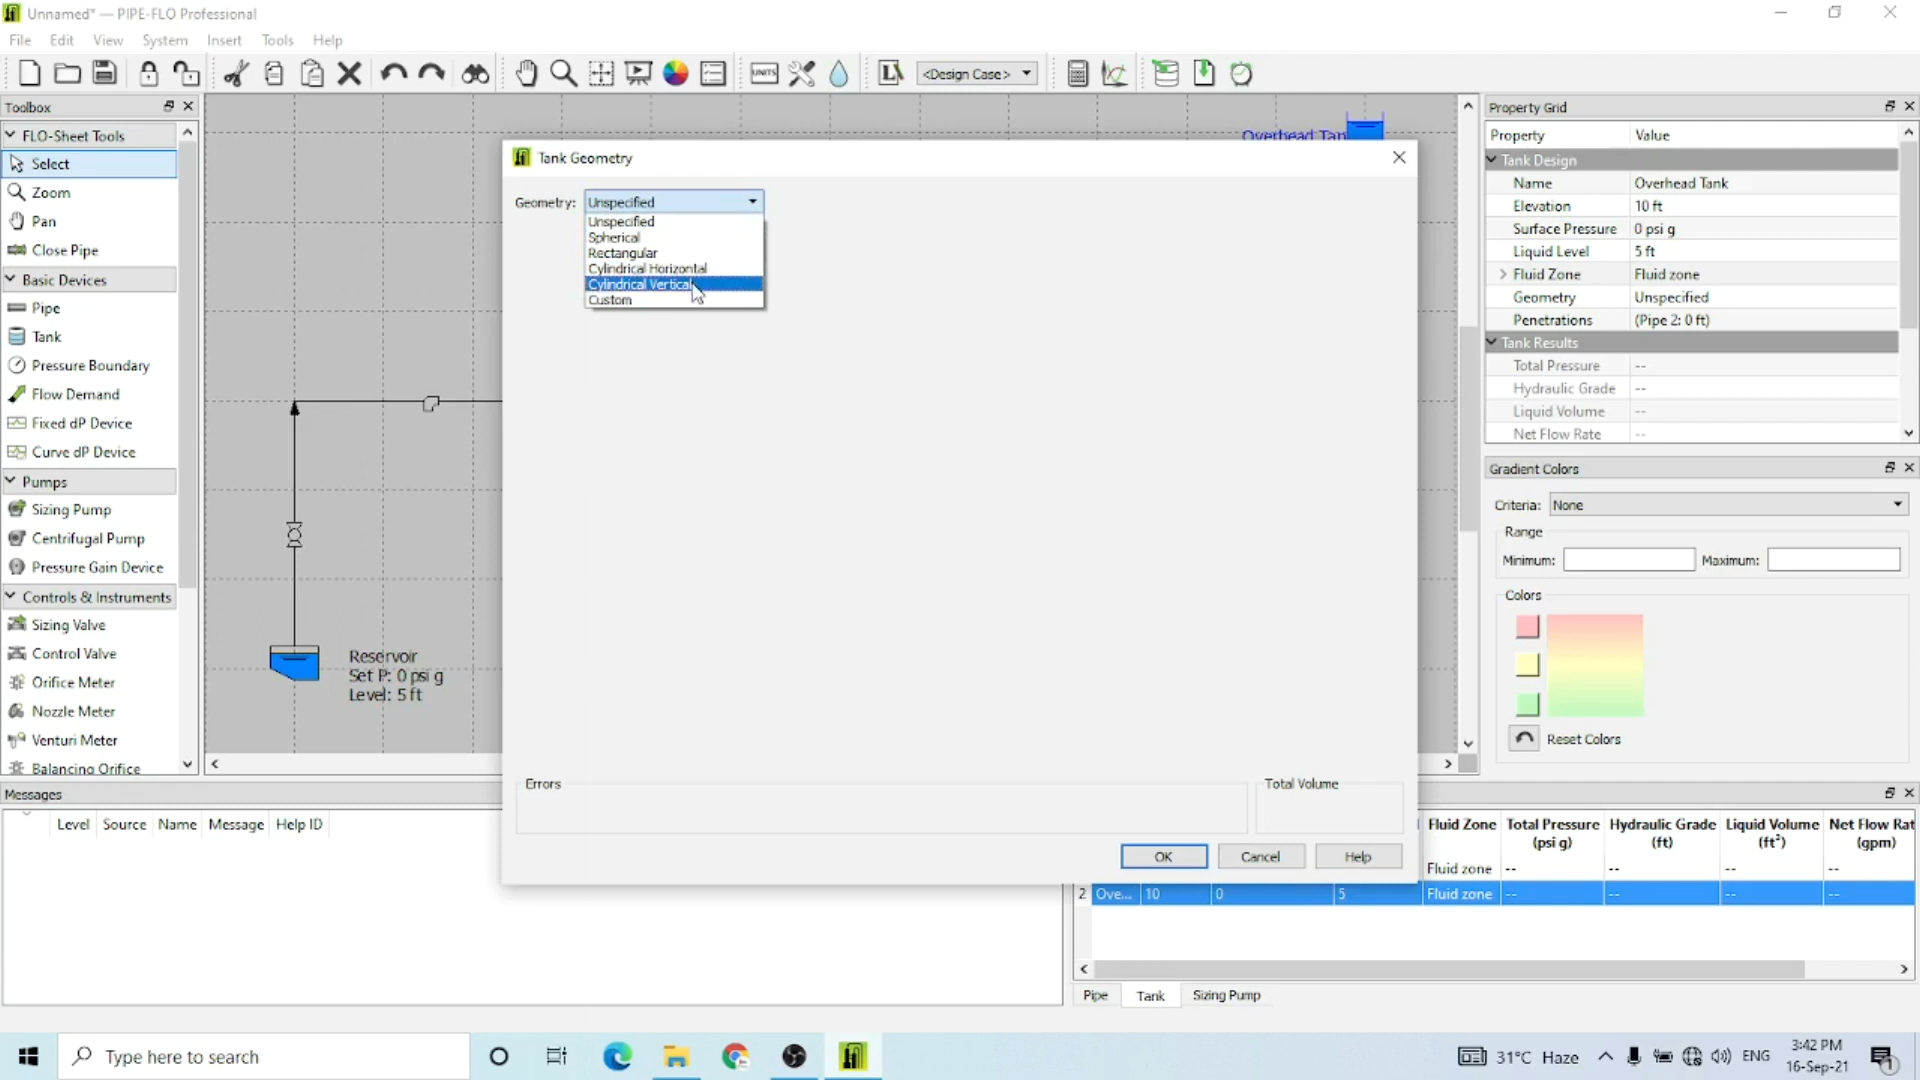 Unnamed* — PIPE-FLO Professional
File Edit View System Insert Tools Help
UNITS
<Design Case>
Toolbox
FLO-Sheet Tools
Select
Zoom
Pan
Close Pipe
Basic Devices
Pipe
Tank
Pressure Boundary
Flow Demand
Fixed dP Device
Curve dP Device
Pumps
Sizing Pump
Centrifugal Pump
Pressure Gain Device
Controls & Instruments
Sizing Valve
Control Valve
Orifice Meter
Nozzle Meter
Venturi Meter
Balancing Orifice
Overhead Tan
Reservoir
Set P: 0 psi g
Level: 5 ft
Tank Geometry
Geometry: Unspecified
Unspecified
Spherical
Rectangular
Cylindrical Horizontal
Cylindrical Vertical
Custom
Errors
Total Volume
OK Cancel Help
Property Grid
Property Value
Tank Design
Name Overhead Tank
Elevation 10 ft
Surface Pressure 0 psi g
Liquid Level 5 ft
Fluid Zone Fluid zone
Geometry Unspecified
Penetrations (Pipe 2: 0 ft)
Tank Results
Total Pressure --
Hydraulic Grade --
Liquid Volume --
Net Flow Rate --
Gradient Colors
Criteria: None
Range
Minimum: Maximum:
Colors
Reset Colors
Messages
Level Source Name Message Help ID
Fluid Zone Total Pressure (psi g) Hydraulic Grade (ft) Liquid Volume (ft³) Net Flow Rat (gpm)
Fluid zone -- -- -- --
2 Ove... 10 0 5 Fluid zone -- -- -- --
Pipe Tank Sizing Pump
Type here to search
31°C Haze
ENG
3:42 PM
16-Sep-21
1